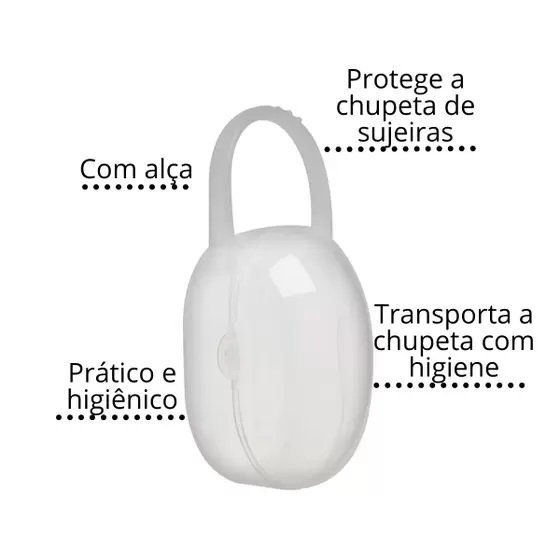 Protege a
chupeta de
sujeiras
Com alça
Transporta a
chupeta com
higiene
Prático e
higiênico